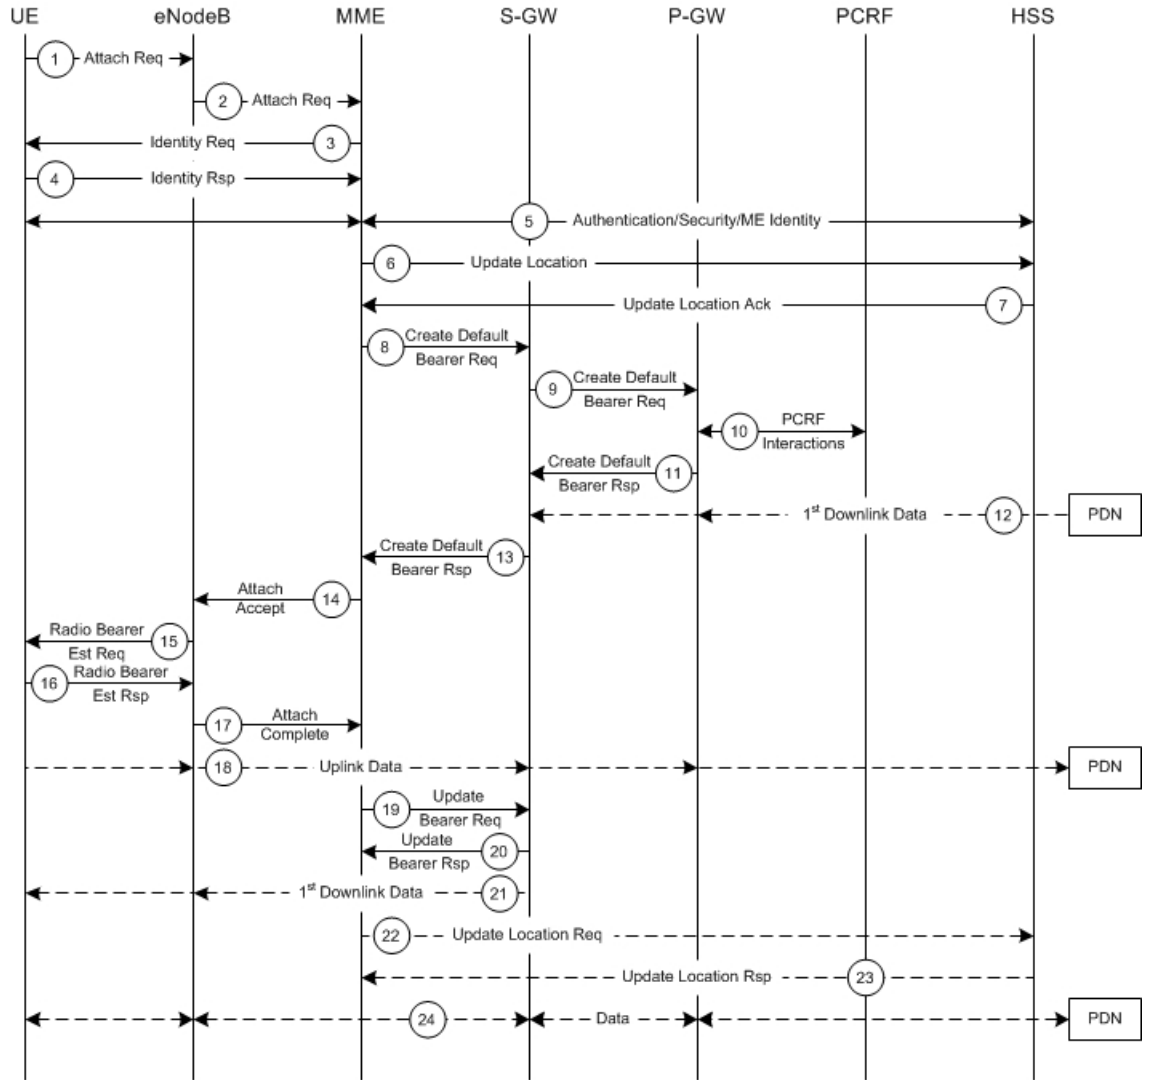 UE eNodeB MME S-GW P-GW PCRF HSS
1 Attach Req
2 Attach Req
Identity Req 3
4 Identity Rsp
5 Authentication/Security/ME Identity
6 Update Location
Update Location Ack 7
8 Create Default
Bearer Req
9 Create Default
Bearer Req
10 PCRF
Interactions
Create Default 11
Bearer Rsp
1st Downlink Data 12 PDN
Create Default 13
Bearer Rsp
Attach 14
Accept
Radio Bearer 15
Est Req
16 Radio Bearer
Est Rsp
17 Attach
Complete
18 Uplink Data PDN
19 Update
Bearer Req
Update 20
Bearer Rsp
1st Downlink Data 21
22 Update Location Req
Update Location Rsp 23
24 Data PDN